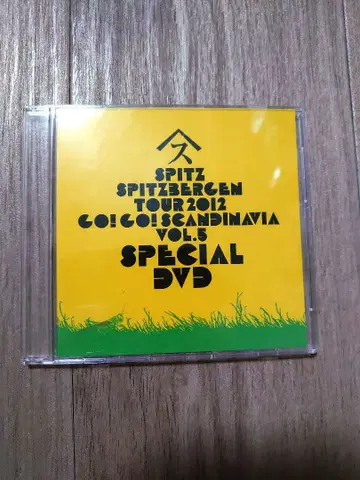 ス
SPITZ
SPITZBERGEN
TOUR 2012
GO! GO! SCANDINAVIA
VOL.5
SPECIAL
DVD